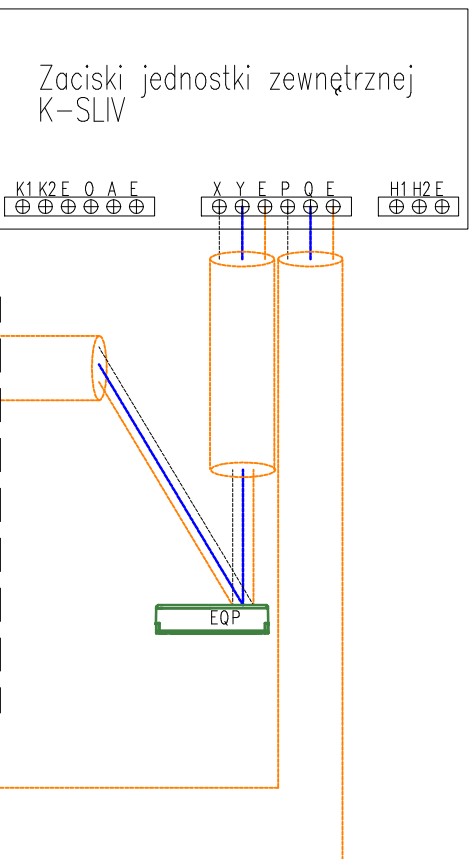 Zaciski jednostki zewnętrznej
K-SLIV
K1 K2 E O A E X Y E P Q E H1 H2 E
EQP